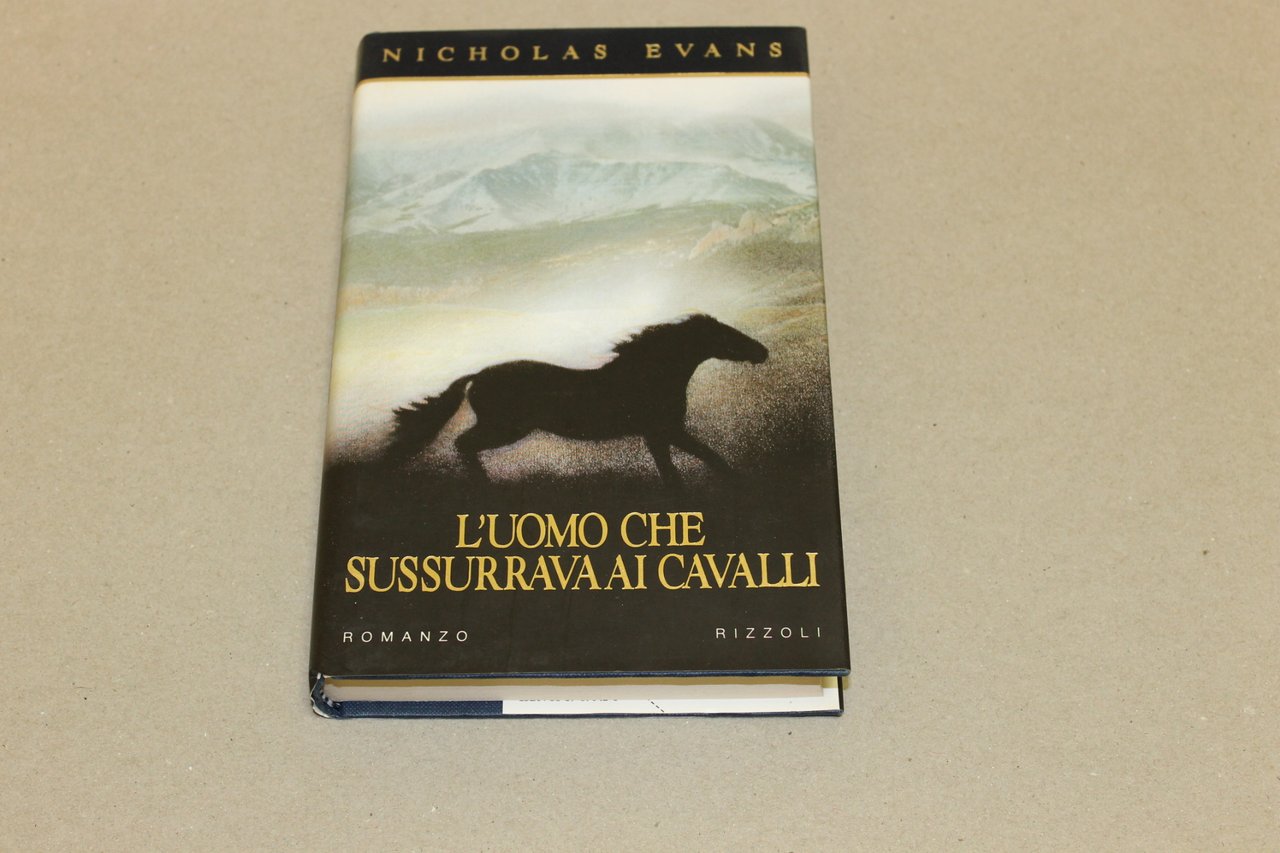 NICHOLAS EVANS
L'UOMO CHE
SUSSURRAVA AI CAVALLI
ROMANZO
RIZZOLI